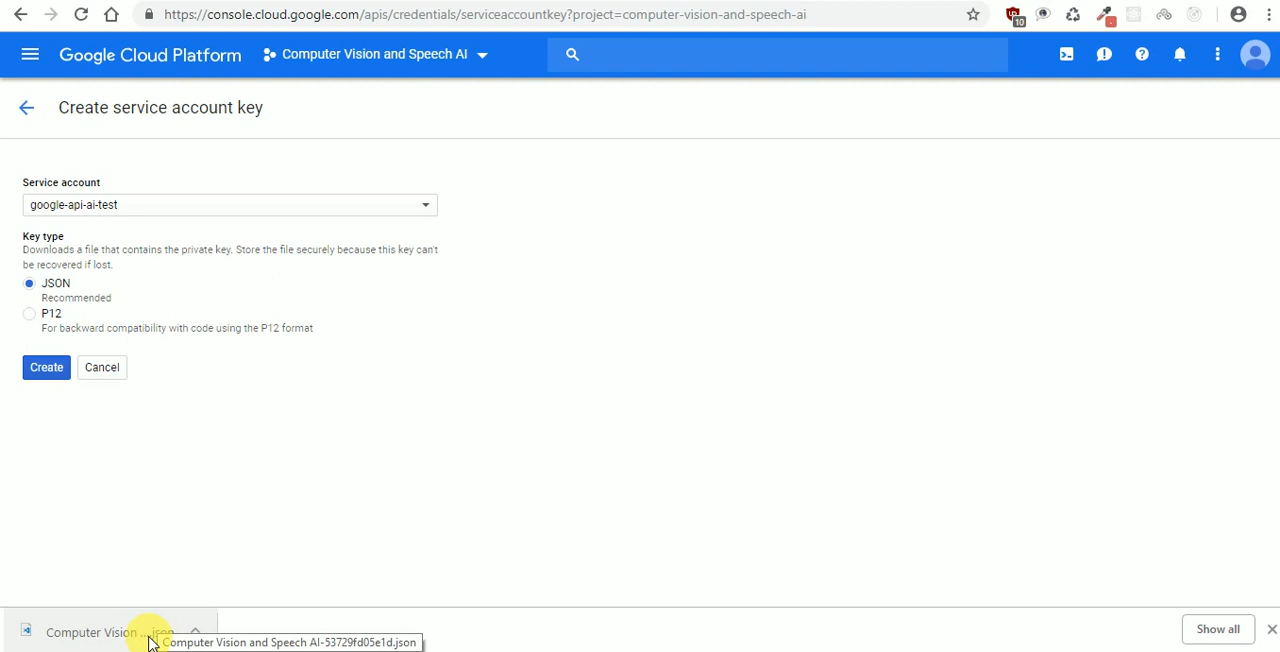 https://console.cloud.google.com/apis/credentials/serviceaccountkey?project=computer-vision-and-speech-ai
10
Google Cloud Platform
Computer Vision and Speech AI
Create service account key
Service account
google-api-ai-test
Key type
Downloads a file that contains the private key. Store the file securely because this key can't
be recovered if lost.
JSON
Recommended
P12
For backward compatibility with code using the P12 format
Create Cancel
Computer Vision ....json
Show all
Computer Vision and Speech AI-53729fd05e1d.json